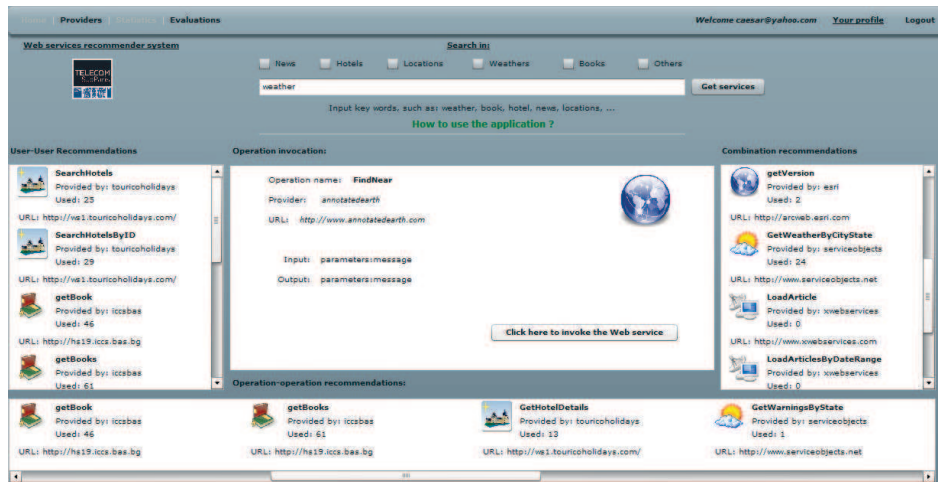 Home | Providers | Statistics | Evaluations
Welcome caesar@yahoo.com Your profile Logout
Web services recommender system
TELECOM
SudParis
Search in:
News Hotels Locations Weathers Books Others
weather
Get services
Input key words, such as: weather, book, hotel, news, locations, ...
How to use the application ?
User-User Recommendations
SearchHotels
Provided by: touricoholidays
Used: 25
URL: http://ws1.touricoholidays.com/
SearchHotelsByID
Provided by: touricoholidays
Used: 29
URL: http://ws1.touricoholidays.com/
getBook
Provided by: iccsbas
Used: 46
URL: http://hs19.iccs.bas.bg
getBooks
Provided by: iccsbas
Used: 61
Operation invocation:
Operation name: FindNear
Provider: annotatedearth
URL: http://www.annotatedearth.com
Input: parameters:message
Output: parameters:message
Click here to invoke the Web service
Combination recommendations
getVersion
Provided by: esri
Used: 2
URL: http://arcweb.esri.com
GetWeatherByCityState
Provided by: serviceobjects
Used: 24
URL: http://www.serviceobjects.net
LoadArticle
Provided by: xwebservices
Used: 0
URL: http://www.xwebservices.com
LoadArticlesByDateRange
Provided by: xwebservices
Used: 0
Operation-operation recommendations:
getBook
Provided by: iccsbas
Used: 46
URL: http://hs19.iccs.bas.bg
getBooks
Provided by: iccsbas
Used: 61
URL: http://hs19.iccs.bas.bg
GetHotelDetails
Provided by: touricoholidays
Used: 13
URL: http://ws1.touricoholidays.com/
GetWarningsByState
Provided by: serviceobjects
Used: 1
URL: http://www.serviceobjects.net